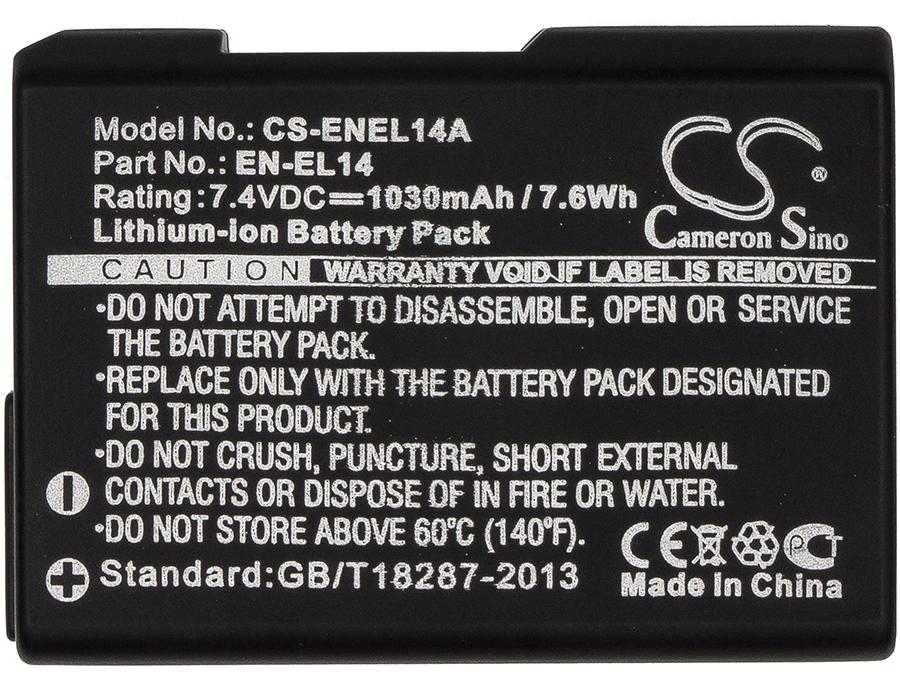 Model No.: CS-ENEL14A
Part No.: EN-EL14
Rating: 7.4VDC⎓1030mAh / 7.6Wh
Lithium-ion Battery Pack
CS®
Cameron Sino
CAUTION WARRANTY VOID IF LABEL IS REMOVED
•DO NOT ATTEMPT TO DISASSEMBLE, OPEN OR SERVICE
THE BATTERY PACK.
•REPLACE ONLY WITH THE BATTERY PACK DESIGNATED
FOR THIS PRODUCT.
•DO NOT CRUSH, PUNCTURE, SHORT EXTERNAL
CONTACTS OR DISPOSE OF IN FIRE OR WATER.
•DO NOT STORE ABOVE 60°C (140°F).
Standard:GB/T18287-2013
CE PCT
Made In China